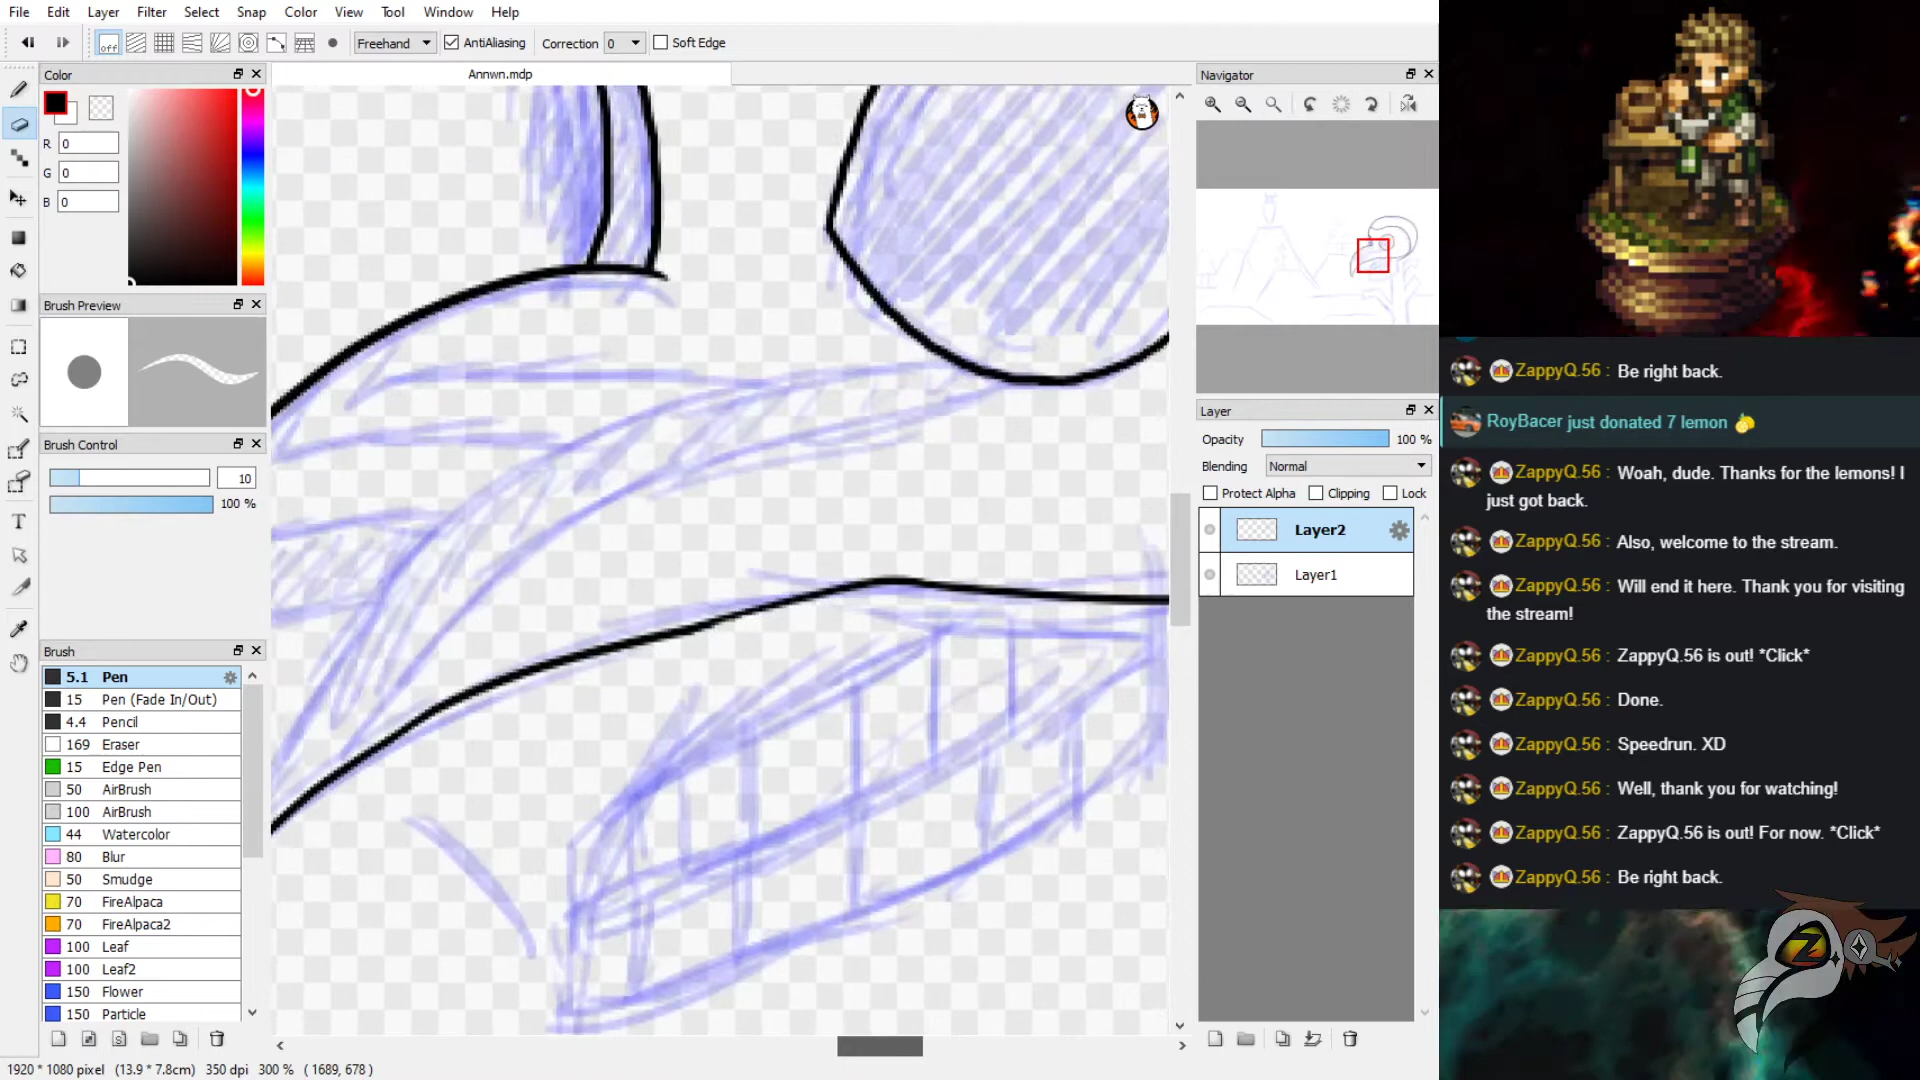 File Edit Layer Filter Select Snap Color View Tool Window Help
off Freehand AntiAliasing Correction 0 Soft Edge
Color
Annwn.mdp
Navigator
R 0
G 0
B 0
Brush Preview
Brush Control
10
100 %
Brush
5.1 Pen
15 Pen (Fade In/Out)
4.4 Pencil
169 Eraser
15 Edge Pen
50 AirBrush
100 AirBrush
44 Watercolor
80 Blur
50 Smudge
70 FireAlpaca
70 FireAlpaca2
100 Leaf
100 Leaf2
150 Flower
150 Particle
Layer
Opacity 100 %
Blending Normal
Protect Alpha Clipping Lock
Layer2
Layer1
1920 * 1080 pixel (13.9 * 7.8cm) 350 dpi 300 % ( 1689, 678 )
ZappyQ.56 : Be right back.
RoyBacer just donated 7 lemon 🍋
ZappyQ.56 : Woah, dude. Thanks for the lemons! I
just got back.
ZappyQ.56 : Also, welcome to the stream.
ZappyQ.56 : Will end it here. Thank you for visiting
the stream!
ZappyQ.56 : ZappyQ.56 is out! *Click*
ZappyQ.56 : Done.
ZappyQ.56 : Speedrun. XD
ZappyQ.56 : Well, thank you for watching!
ZappyQ.56 : ZappyQ.56 is out! For now. *Click*
ZappyQ.56 : Be right back.
Z